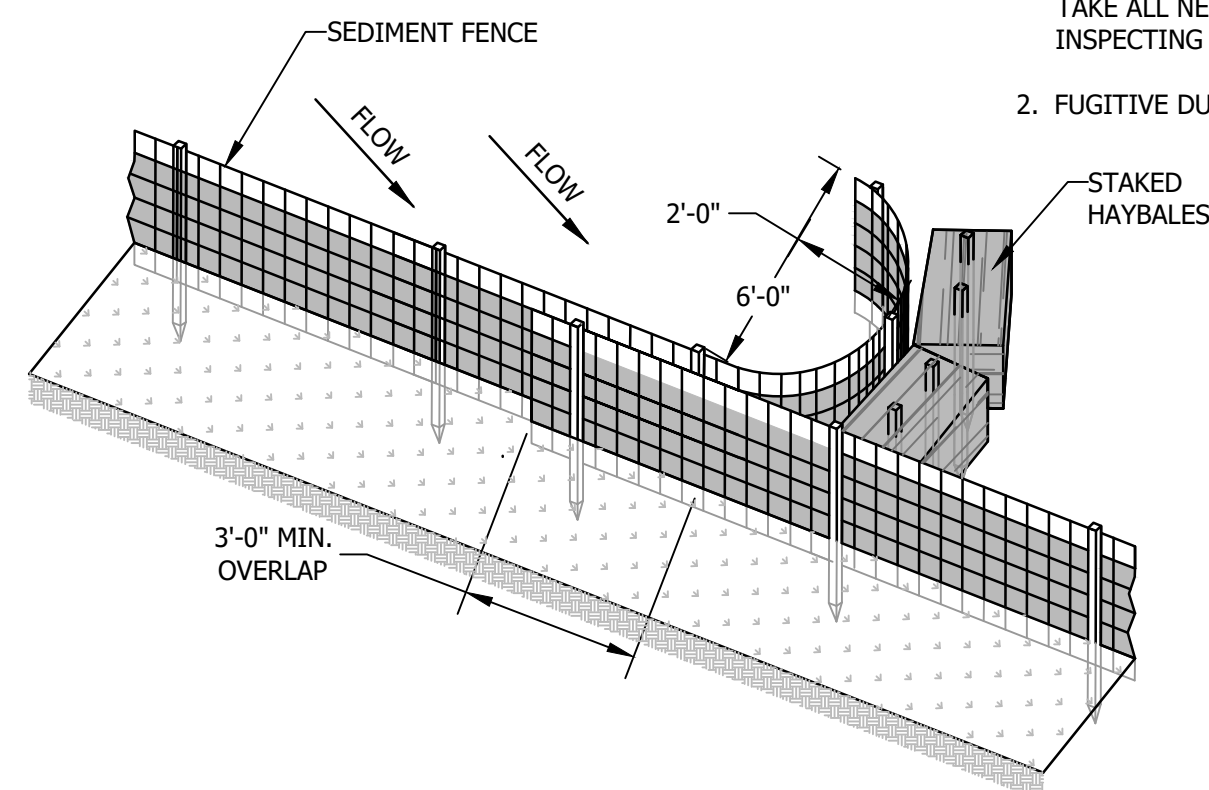 TAKE ALL NE
INSPECTING
2. FUGITIVE DU
SEDIMENT FENCE
FLOW
FLOW
STAKED
HAYBALES
2'-0"
6'-0"
3'-0" MIN.
OVERLAP